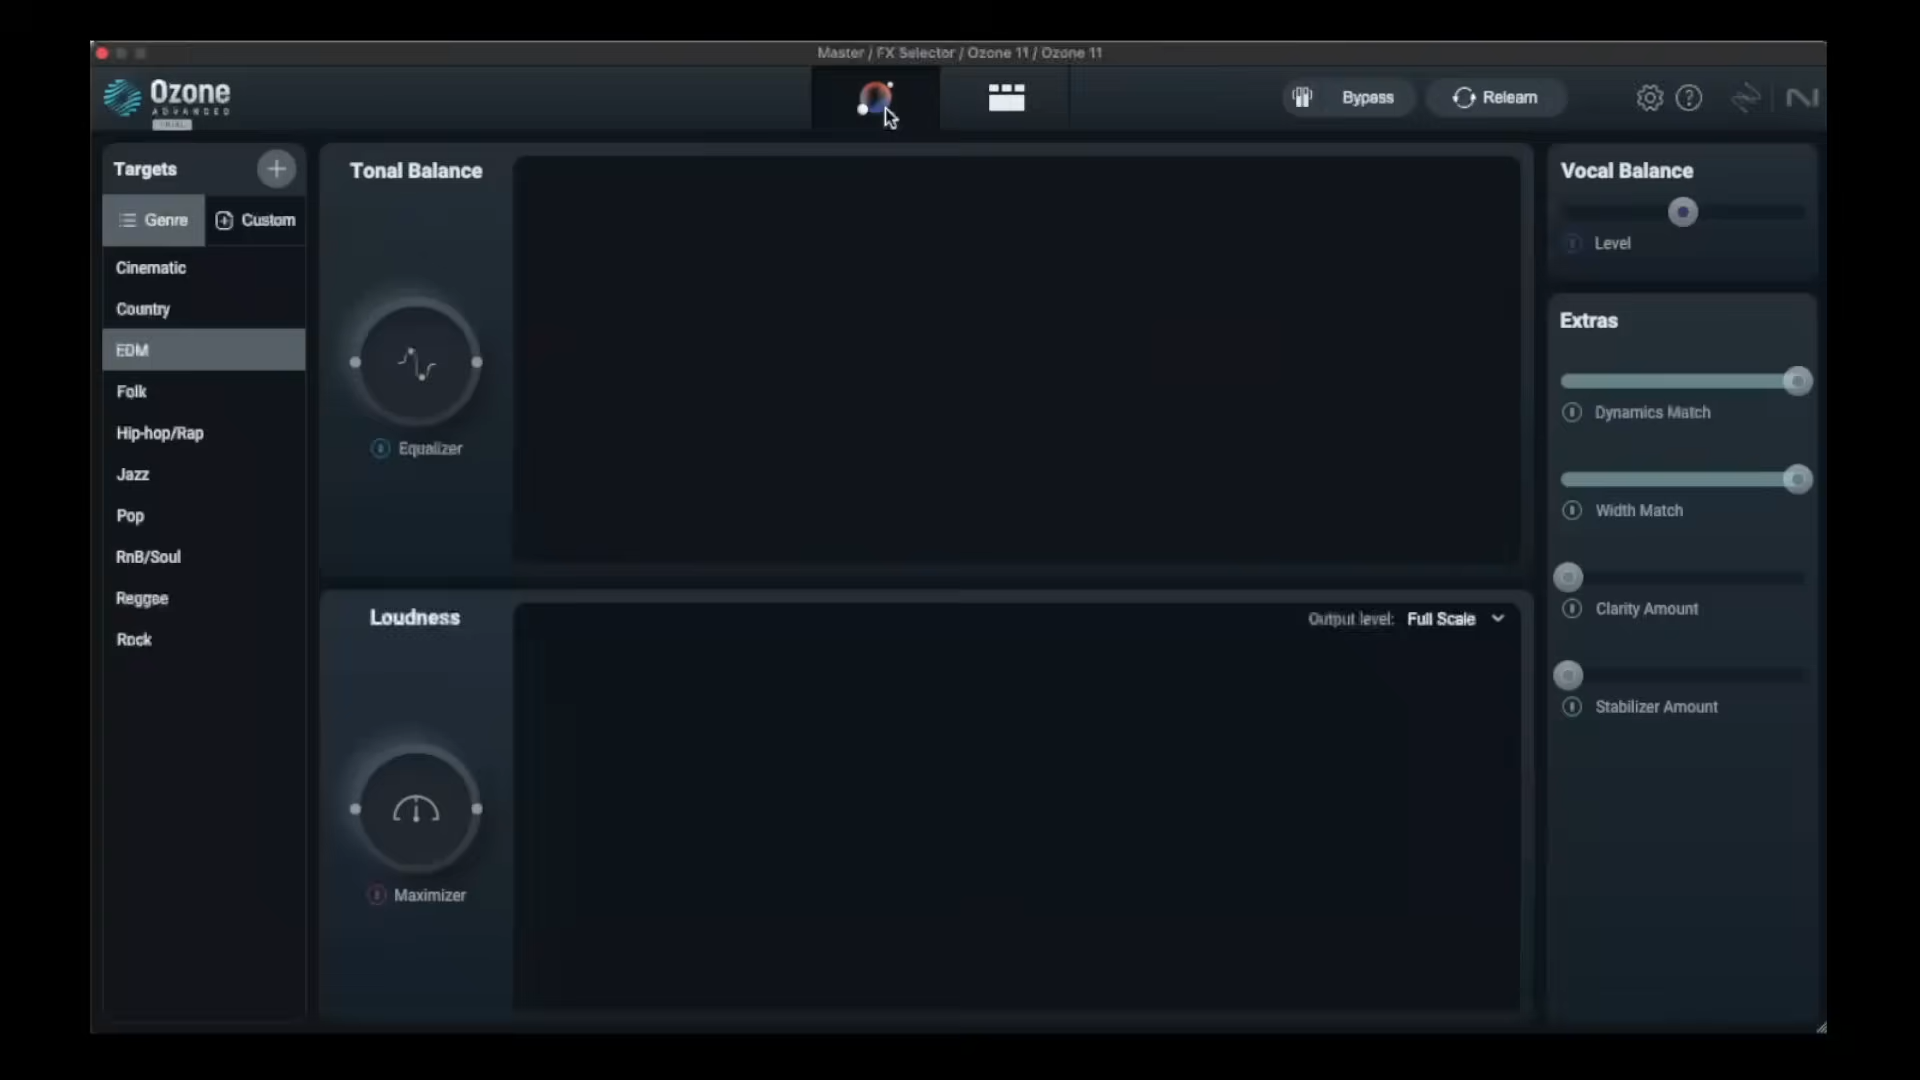 Master / FX Selector / Ozone 11 / Ozone 11
Ozone
ADVANCED
TRIAL
Bypass
Relearn
Targets
Genre
Custom
Cinematic
Country
EDM
Folk
Hip-hop/Rap
Jazz
Pop
RnB/Soul
Reggae
Rock
Tonal Balance
Equalizer
Loudness
Output level: Full Scale
Maximizer
Vocal Balance
Level
Extras
Dynamics Match
Width Match
Clarity Amount
Stabilizer Amount